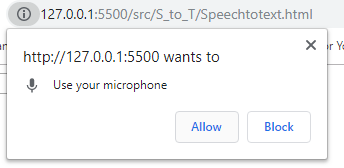 127.0.0.1:5500/src/S_to_T/Speechtotext.html
http://127.0.0.1:5500 wants to
Use your microphone
Allow Block